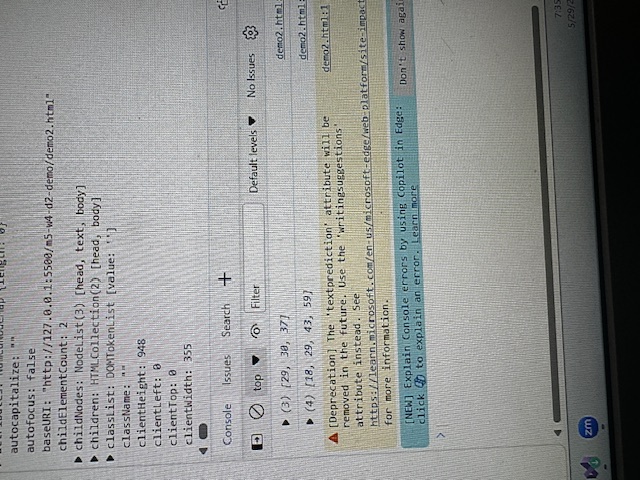 attributes: NamedNodeMap {length: 0}
autocapitalize: ""
autofocus: false
baseURI: "http://127.0.0.1:5500/m5-w4-d2-demo/demo2.html"
childElementCount: 2
childNodes: NodeList(3) [head, text, body]
children: HTMLCollection(2) [head, body]
classList: DOMTokenList [value: '']
className: ""
clientHeight: 948
clientLeft: 0
clientTop: 0
clientWidth: 355
Console Issues Search +
top Filter Default levels No Issues
(3) [29, 30, 37] demo2.html:
(4) [18, 29, 43, 59] demo2.html:
[Deprecation] The 'textprediction' attribute will be demo2.html:1
removed in the future. Use the 'writingsuggestions'
attribute instead. See
https://learn.microsoft.com/en-us/microsoft-edge/web-platform/site-impact
for more information.
[NEW] Explain Console errors by using Copilot in Edge: Don't show agai
click to explain an error. Learn more
7:35
zm 5/29/2